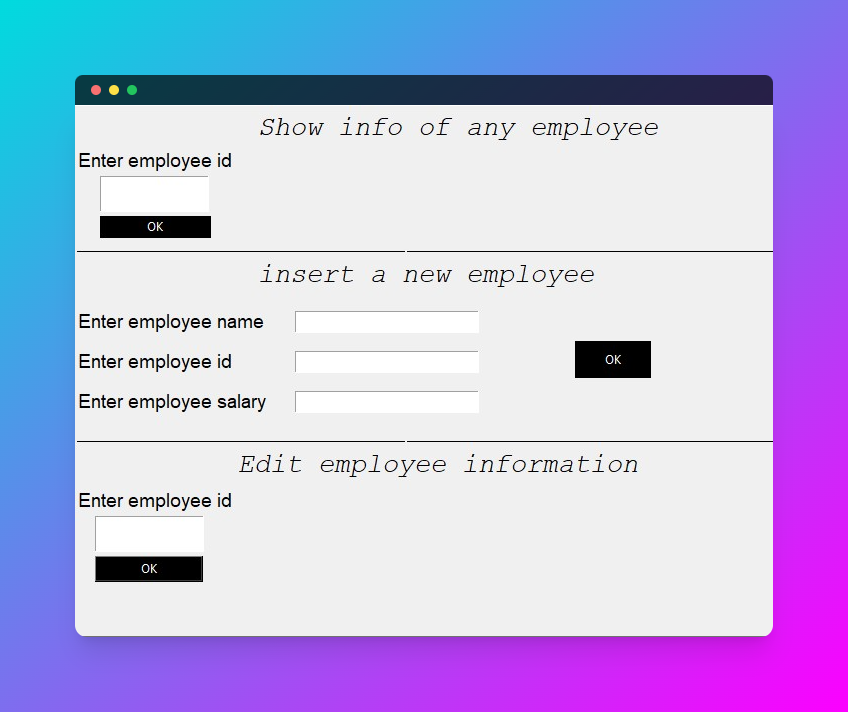 Show info of any employee
Enter employee id
OK
insert a new employee
Enter employee name
Enter employee id
OK
Enter employee salary
Edit employee information
Enter employee id
OK